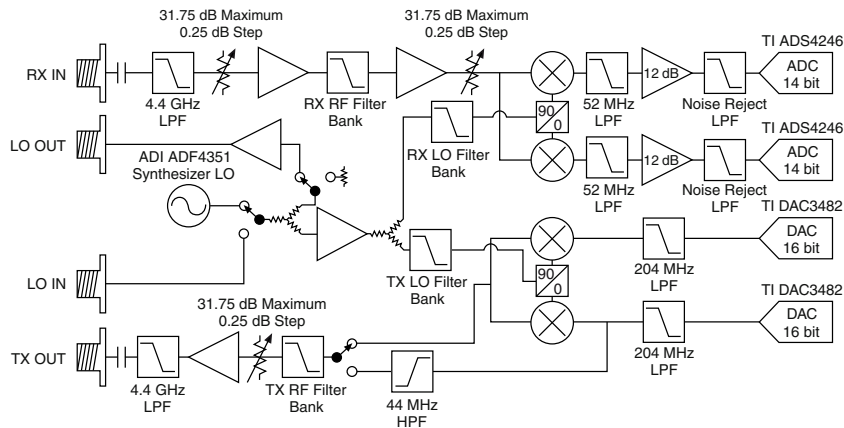 31.75 dB Maximum
0.25 dB Step
31.75 dB Maximum
0.25 dB Step
TI ADS4246
RX IN
12 dB
ADC
14 bit
4.4 GHz
LPF
RX RF Filter
Bank
52 MHz
LPF
Noise Reject
LPF
90
0
LO OUT
ADI ADF4351
Synthesizer LO
RX LO Filter
Bank
TI ADS4246
12 dB
ADC
14 bit
52 MHz
LPF
Noise Reject
LPF
TI DAC3482
DAC
16 bit
204 MHz
LPF
LO IN
TX LO Filter
Bank
90
0
31.75 dB Maximum
0.25 dB Step
TI DAC3482
DAC
16 bit
204 MHz
LPF
TX OUT
4.4 GHz
LPF
TX RF Filter
Bank
44 MHz
HPF